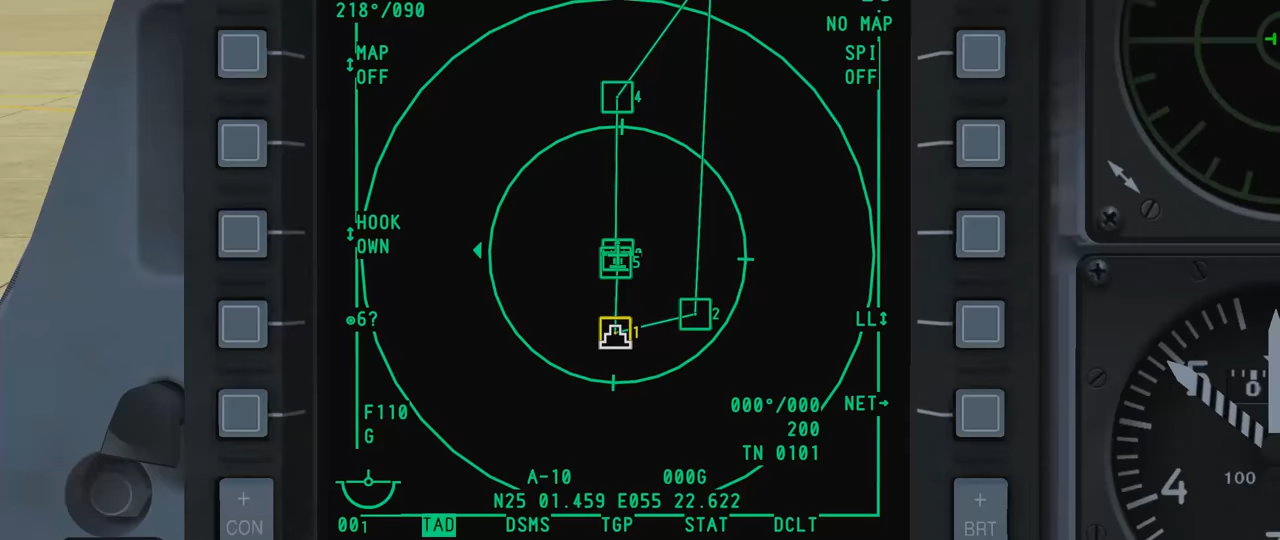 218°/090
NO MAP
MAP
OFF
SPI
OFF
4
HOOK
OWN
5
6?
LL
1
2
F110
G
000°/000
NET
200
TN 0101
A-10 000G
N25 01.459 E055 22.622
001 TAD DSMS TGP STAT DCLT
+
CON
+
BRT
0
4
100